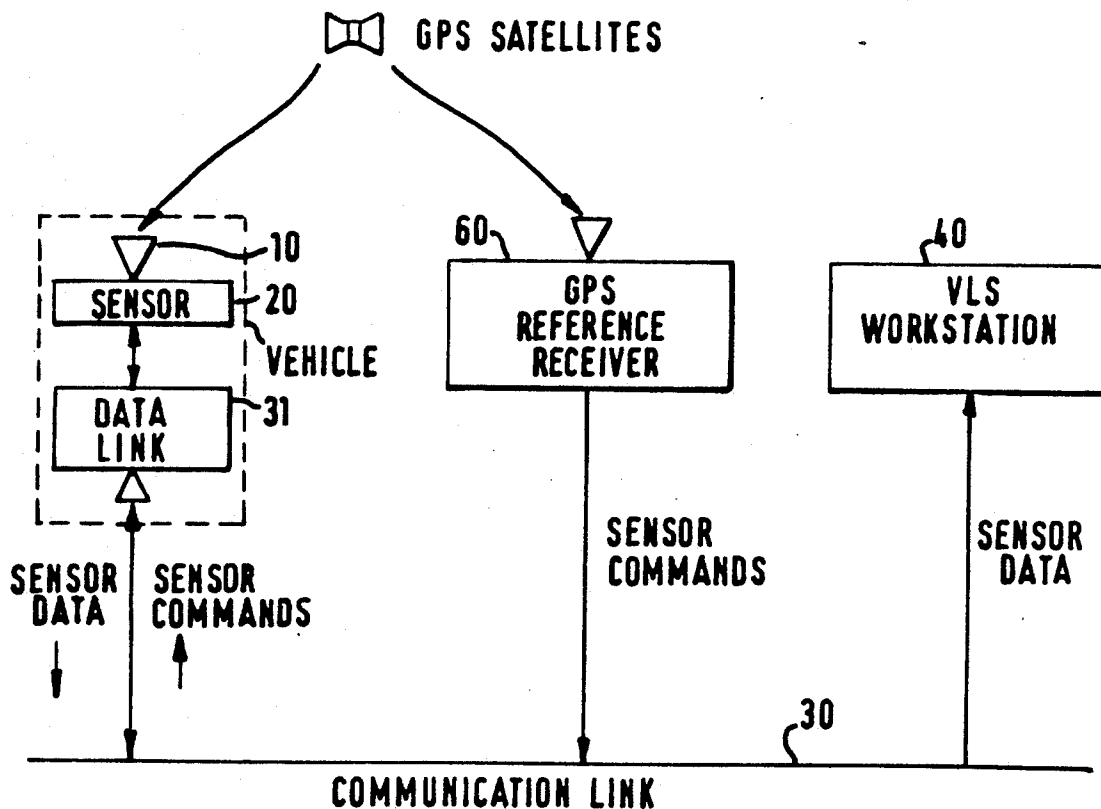 GPS SATELLITES
10
SENSOR
20
VEHICLE
DATA
LINK
31
60
GPS
REFERENCE
RECEIVER
40
VLS
WORKSTATION
SENSOR
DATA
SENSOR
COMMANDS
SENSOR
COMMANDS
SENSOR
DATA
30
COMMUNICATION LINK